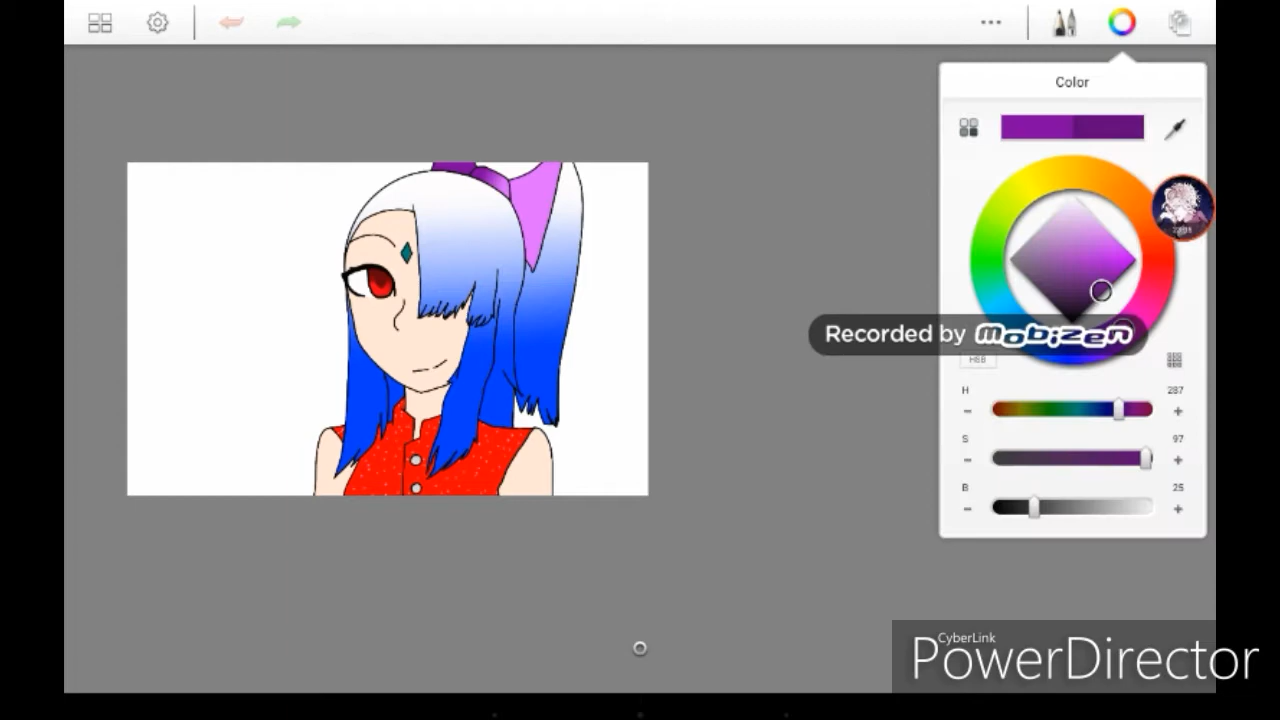 Color
Recorded by Mobizen
HSB
H
287
S
97
B
25
CyberLink
PowerDirector